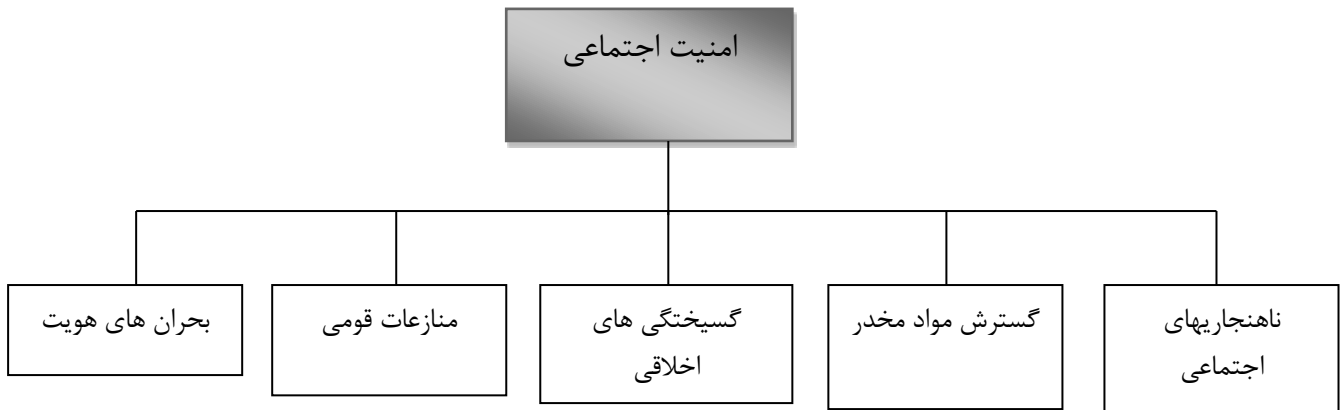 امنیت اجتماعی
ناهنجاریهای
اجتماعی
گسترش مواد مخدر
گسیختگی های
اخلاقی
منازعات قومی
بحران های هویت